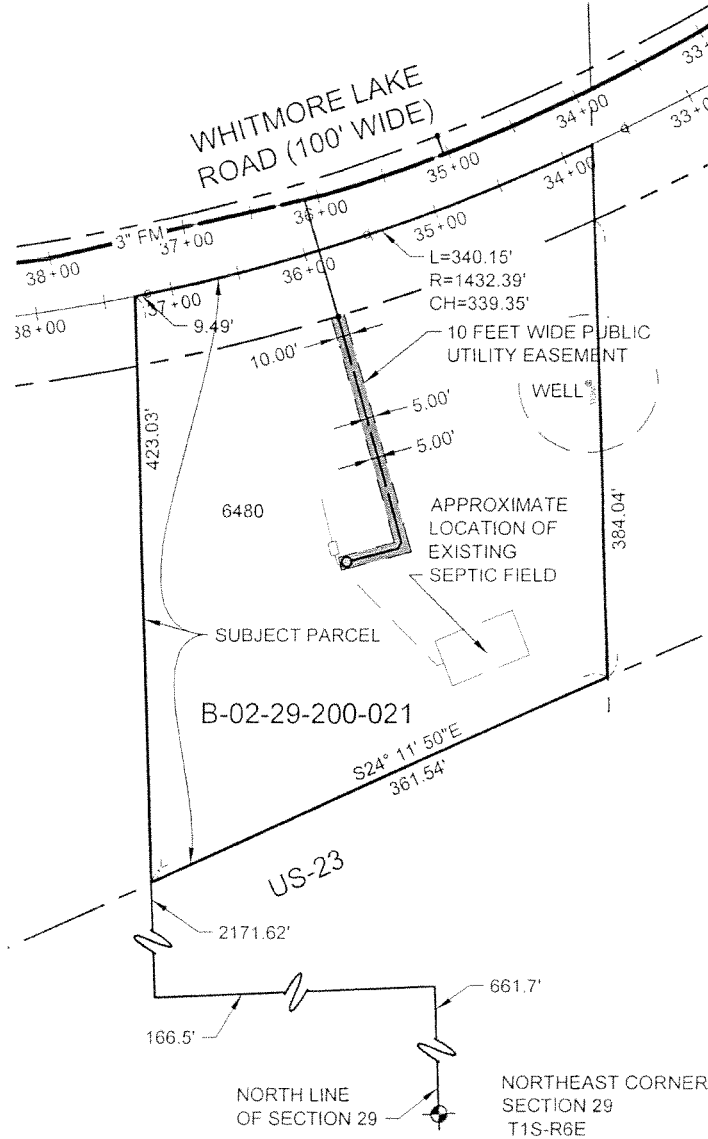 WHITMORE LAKE
ROAD (100' WIDE)
33+00
34+00
35+00
36+00
37+00
38+00
3" FM
33+00
34+00
35+00
36+00
37+00
38+00
L=340.15'
R=1432.39'
CH=339.35'
9.49'
10 FEET WIDE PUBLIC
UTILITY EASEMENT
10.00'
WELL
5.00'
5.00'
423.03'
384.04'
6480
APPROXIMATE
LOCATION OF
EXISTING
SEPTIC FIELD
SUBJECT PARCEL
B-02-29-200-021
S24° 11' 50"E
361.54'
US-23
2171.62'
661.7'
166.5'
NORTH LINE
OF SECTION 29
NORTHEAST CORNER
SECTION 29
T1S-R6E